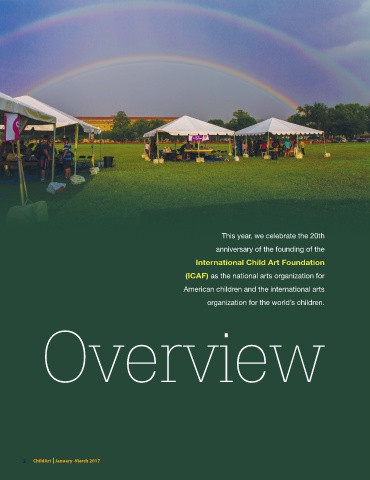 This year, we celebrate the 20th
anniversary of the founding of the
International Child Art Foundation
(ICAF) as the national arts organization for
American children and the international arts
organization for the world's children.
Overview
ChildArt | January-March 2017